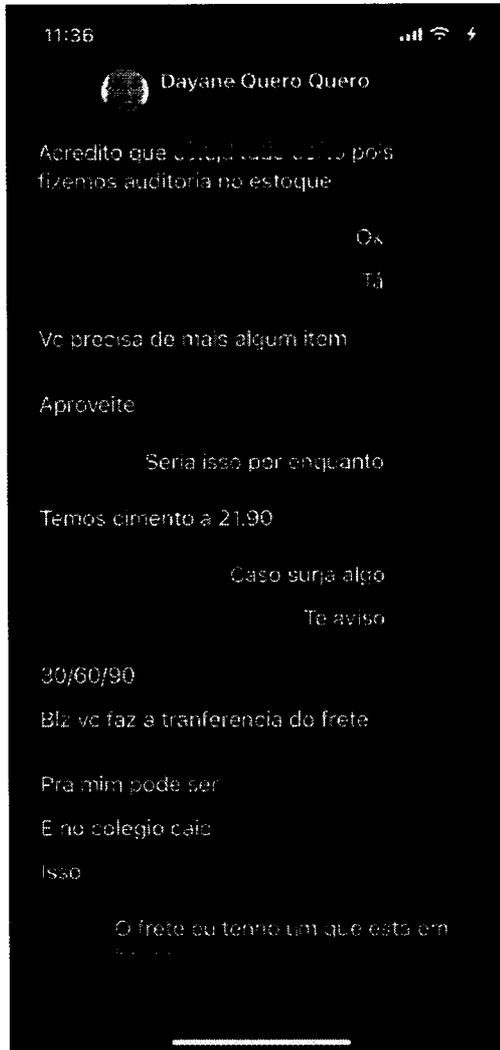 11:36
Dayane Quero Quero
Acredito que pois
fizemos auditoria no estoque
Ok
Tá
Vc precisa de mais algum item
Aproveite
Seria isso por enquanto
Temos cimento a 21.90
Caso surja algo
Te aviso
30/60/90
Blz vc faz a tranferencia do frete
Pra mim pode ser
E no colegio caic
Isso
O frete eu tenho um que esta em